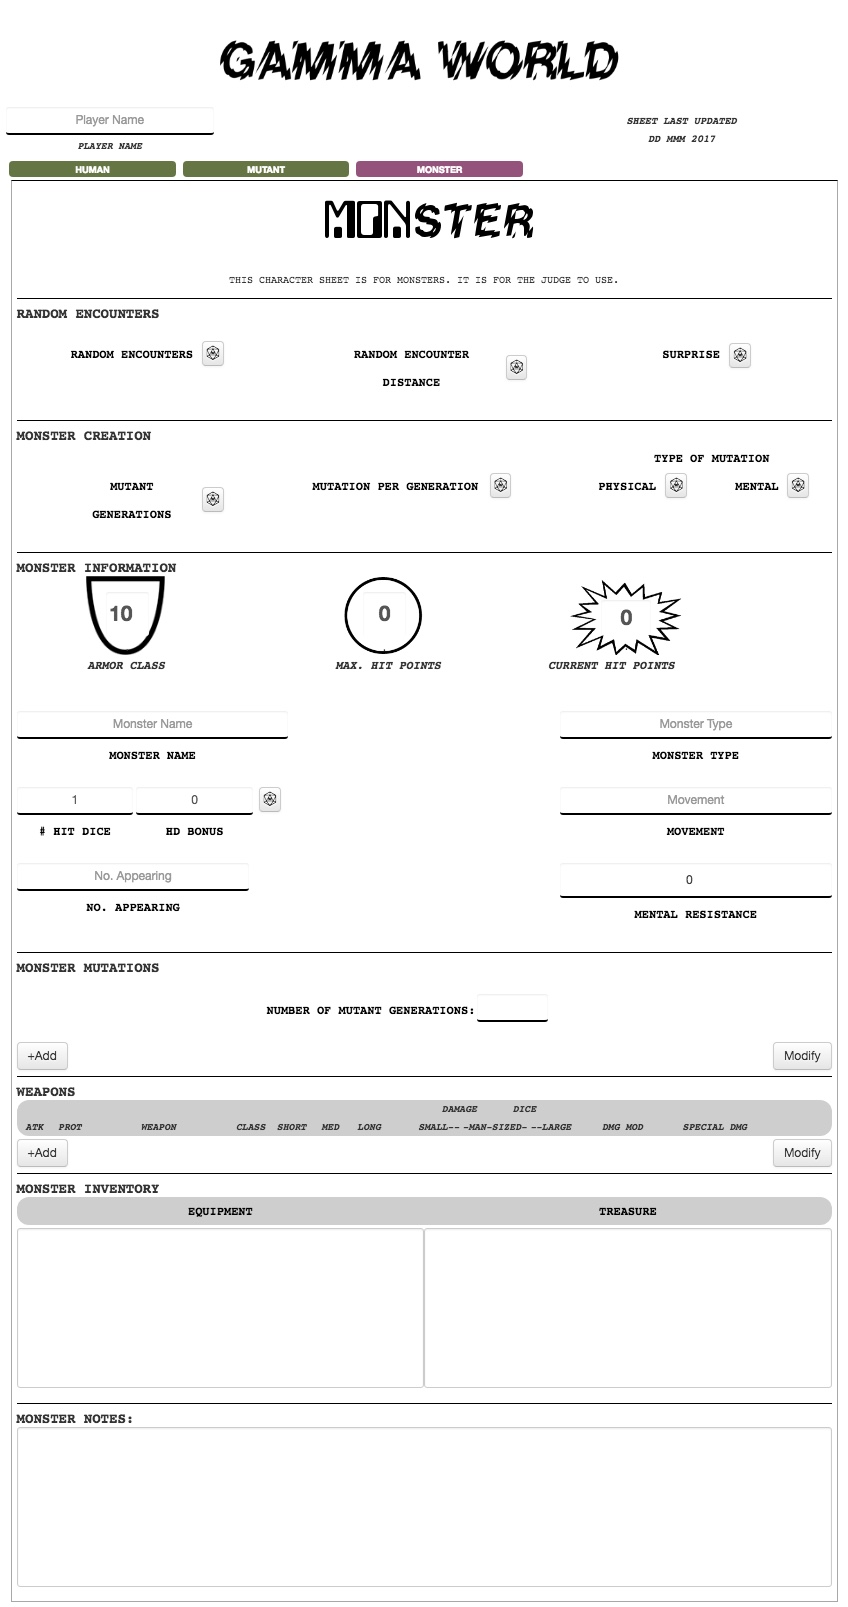 GAMMA WORLD
Player Name
PLAYER NAME
SHEET LAST UPDATED
DD MMM 2017
HUMAN MUTANT MONSTER
MONSTER
THIS CHARACTER SHEET IS FOR MONSTERS. IT IS FOR THE JUDGE TO USE.
RANDOM ENCOUNTERS
RANDOM ENCOUNTERS
RANDOM ENCOUNTER
DISTANCE
SURPRISE
MONSTER CREATION
MUTANT
GENERATIONS
MUTATION PER GENERATION
TYPE OF MUTATION
PHYSICAL MENTAL
MONSTER INFORMATION
10 0 0
ARMOR CLASS MAX. HIT POINTS CURRENT HIT POINTS
Monster Name Monster Type
MONSTER NAME MONSTER TYPE
1 0 Movement
# HIT DICE HD BONUS MOVEMENT
No. Appearing 0
NO. APPEARING MENTAL RESISTANCE
MONSTER MUTATIONS
NUMBER OF MUTANT GENERATIONS:
+Add Modify
WEAPONS
DAMAGE DICE
ATK PROT WEAPON CLASS SHORT MED LONG SMALL-- -MAN-SIZED- --LARGE DMG MOD SPECIAL DMG
+Add Modify
MONSTER INVENTORY
EQUIPMENT TREASURE
MONSTER NOTES: